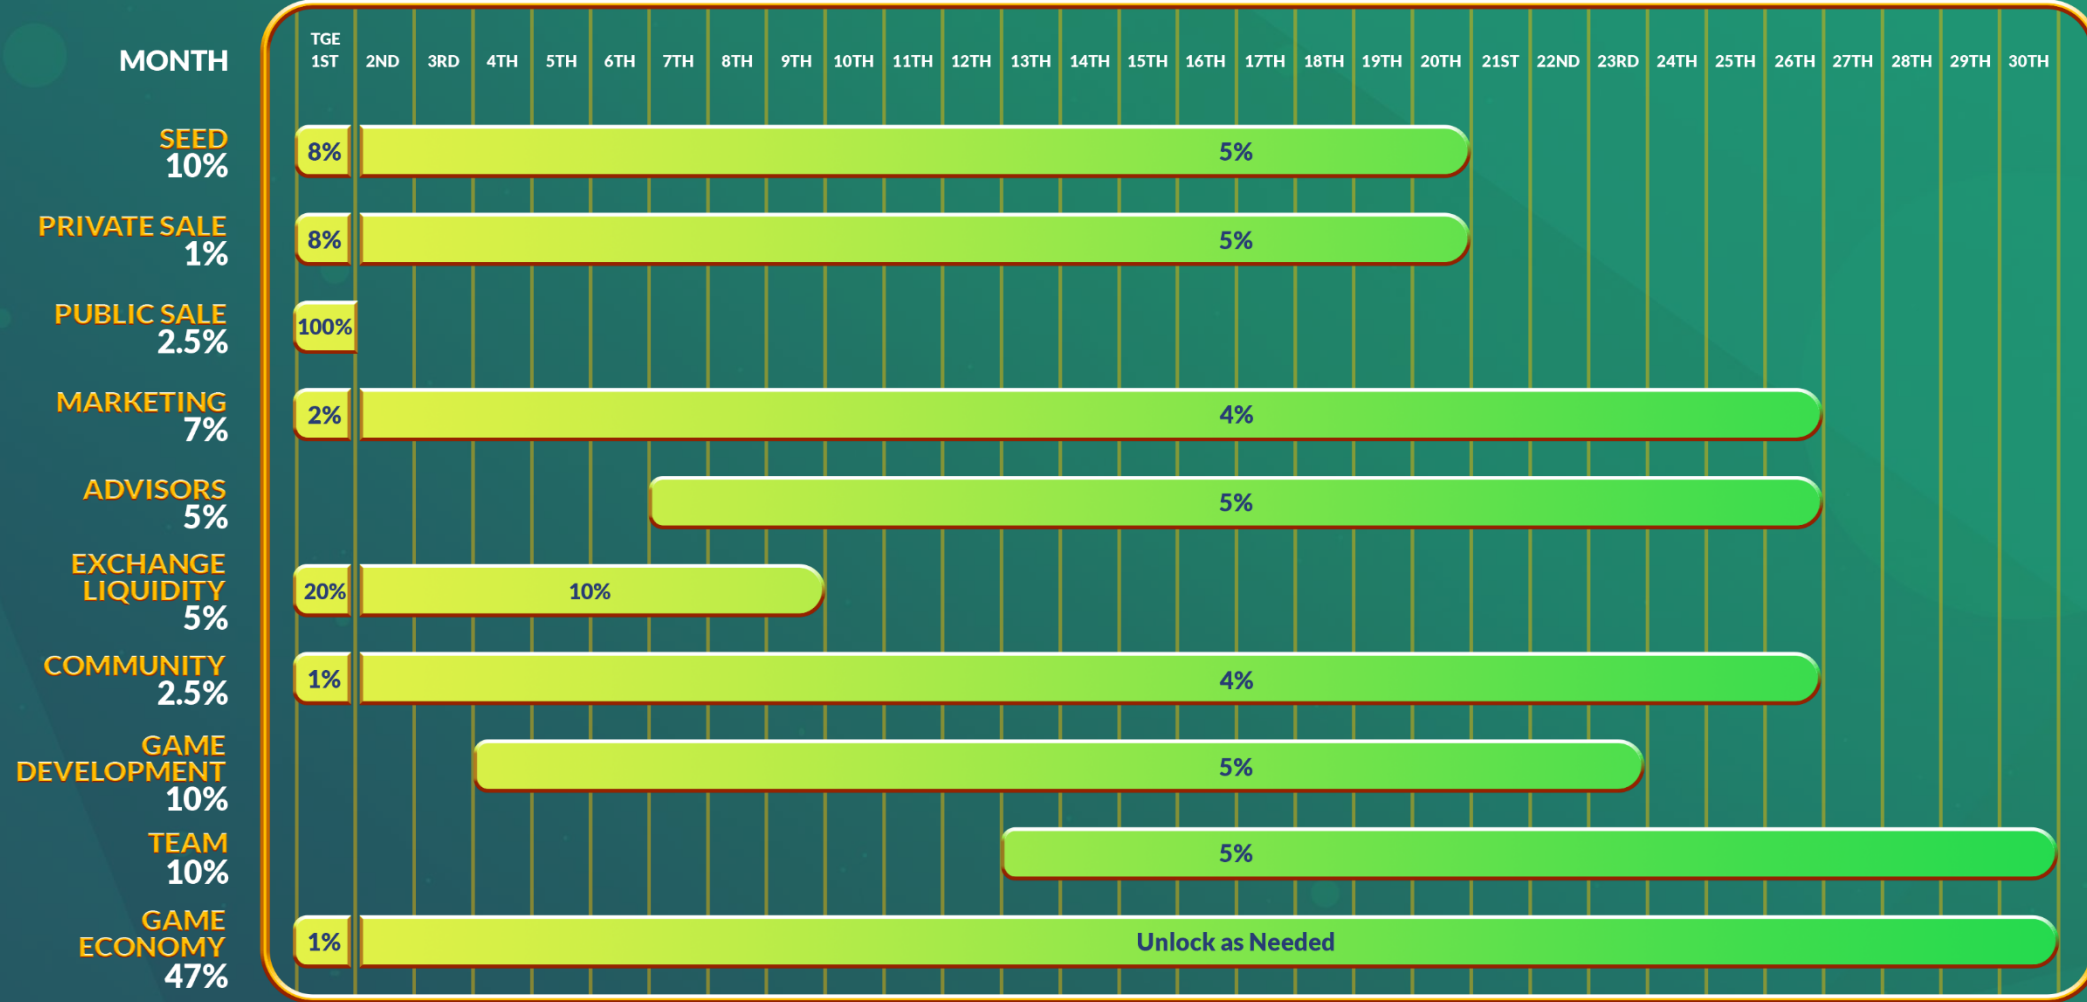 MONTH
TGE
1ST 2ND 3RD 4TH 5TH 6TH 7TH 8TH 9TH 10TH 11TH 12TH 13TH 14TH 15TH 16TH 17TH 18TH 19TH 20TH 21ST 22ND 23RD 24TH 25TH 26TH 27TH 28TH 29TH 30TH
SEED
10%
8% 5%
PRIVATE SALE
1%
8% 5%
PUBLIC SALE
2.5%
100%
MARKETING
7%
2% 4%
ADVISORS
5%
5%
EXCHANGE
LIQUIDITY
5%
20% 10%
COMMUNITY
2.5%
1% 4%
GAME
DEVELOPMENT
10%
5%
TEAM
10%
5%
GAME
ECONOMY
47%
1% Unlock as Needed